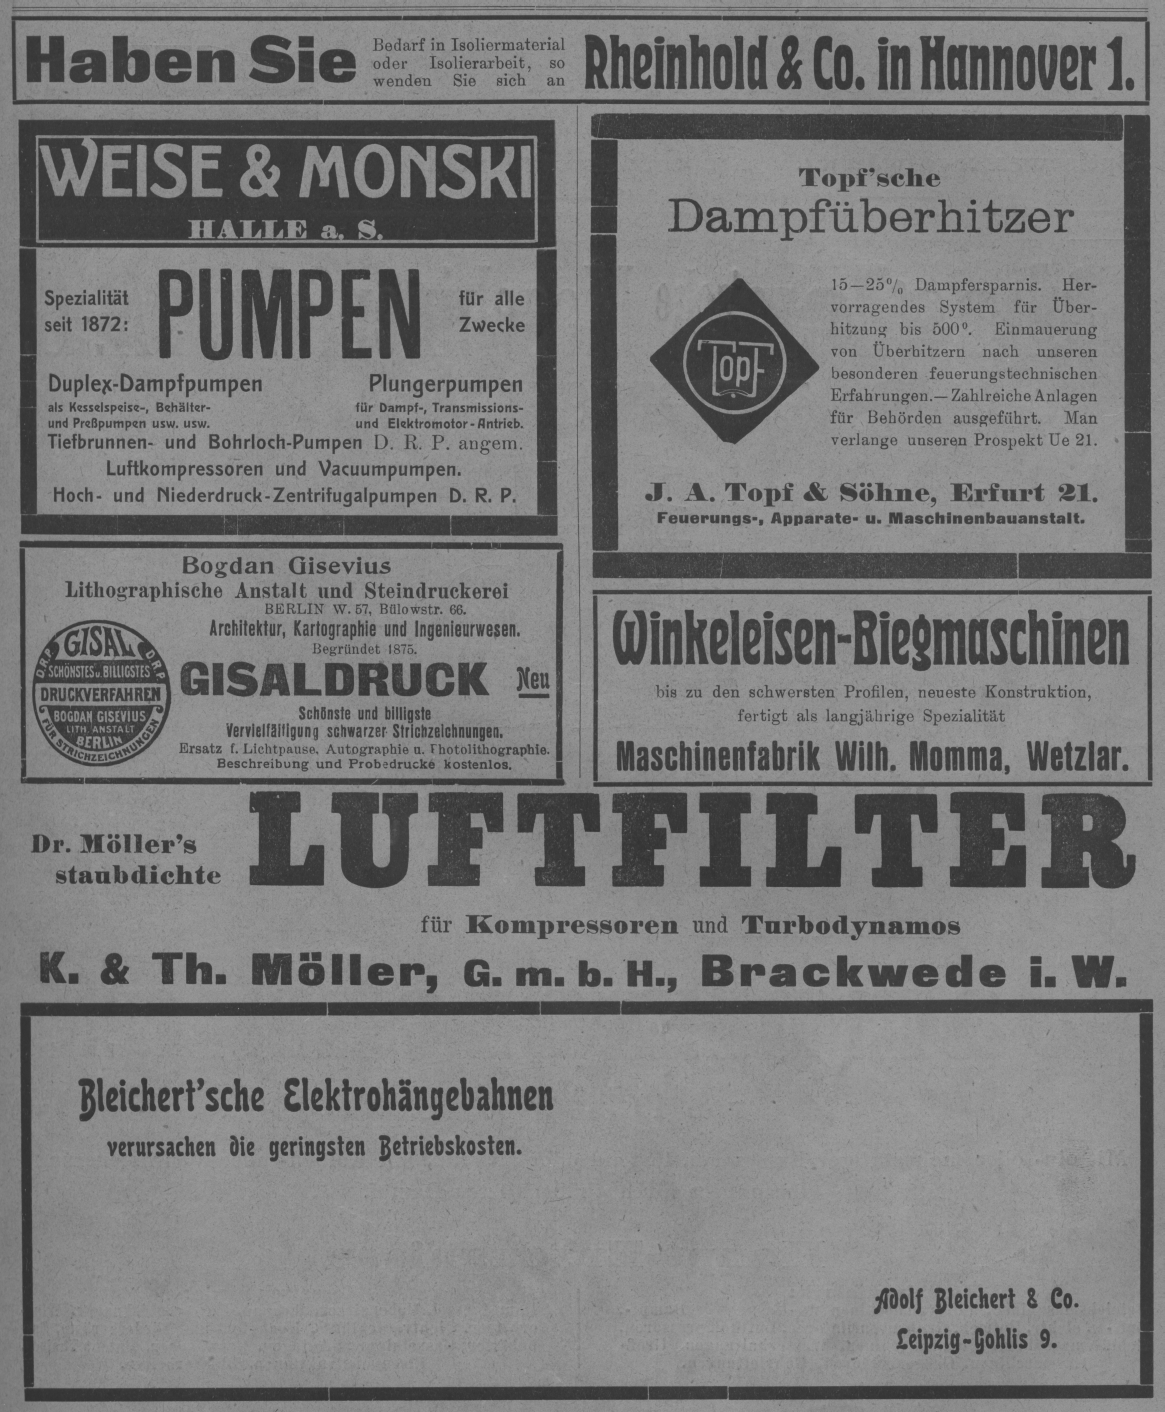 Haben Sie
Bedarf in Isoliermaterial
oder Isolierarbeit, so
wenden Sie sich an
Rheinhold & Co. in Hannover 1.
WEISE & MONSKI
HALLE a. S.
Spezialität
seit 1872:
PUMPEN
für alle
Zwecke
Duplex-Dampfpumpen
als Kesselspeise-, Behälter-
und Preßpumpen usw. usw.
Plungerpumpen
für Dampf-, Transmissions-
und Elektromotor-Antrieb.
Tiefbrunnen- und Bohrloch-Pumpen D. R. P. angem.
Luftkompressoren und Vacuumpumpen.
Hoch- und Niederdruck-Zentrifugalpumpen D. R. P.
Topf'sche
Dampfüberhitzer
Topf
15—25% Dampfersparnis. Her-
vorragendes System für Über-
hitzung bis 500°. Einmauerung
von Überhitzern nach unseren
besonderen feuerungstechnischen
Erfahrungen.— Zahlreiche Anlagen
für Behörden ausgeführt. Man
verlange unseren Prospekt Ue 21.
J. A. Topf & Söhne, Erfurt 21.
Feuerungs-, Apparate- u. Maschinenbauanstalt.
Bogdan Gisevius
Lithographische Anstalt und Steindruckerei
BERLIN W. 57, Bülowstr. 66.
Architektur, Kartographie und Ingenieurwesen.
Begründet 1875.
GISALDRUCK Neu
Schönste und billigste
Vervielfältigung schwarzer Strichzeichnungen.
Ersatz f. Lichtpause, Autographie u. Photolithographie.
Beschreibung und Probedrucke kostenlos.
D.R.P. GISAL D.R.P.
SCHÖNSTES u. BILLIGSTES
DRUCKVERFAHREN
BOGDAN GISEVIUS
LITH. ANSTALT
BERLIN
FÜR STRICHZEICHNUNGEN
Winkeleisen-Biegmaschinen
bis zu den schwersten Profilen, neueste Konstruktion,
fertigt als langjährige Spezialität
Maschinenfabrik Wilh. Momma, Wetzlar.
Dr. Möller's
staubdichte
LUFTFILTER
für Kompressoren und Turbodynamos
K. & Th. Möller, G. m. b. H., Brackwede i. W.
Bleichert'sche Elektrohängebahnen
verursachen die geringsten Betriebskosten.
Adolf Bleichert & Co.
Leipzig-Gohlis 9.